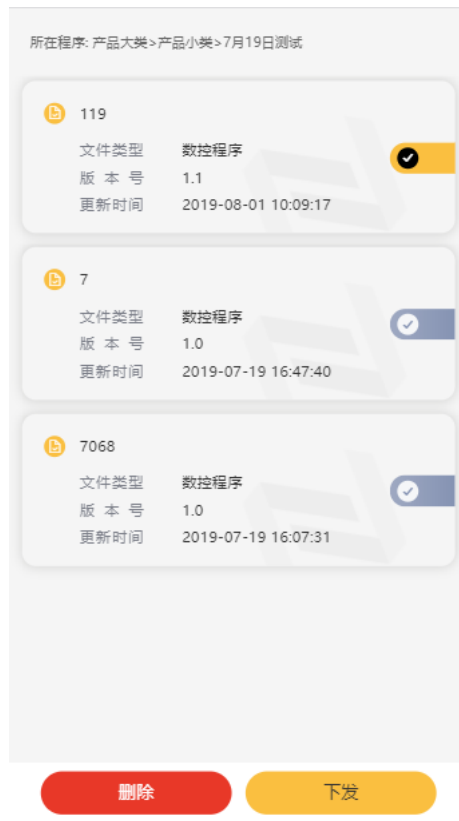 所在程序: 产品大类>产品小类>7月19日测试
119
文件类型 数控程序
版 本 号 1.1
更新时间 2019-08-01 10:09:17
7
文件类型 数控程序
版 本 号 1.0
更新时间 2019-07-19 16:47:40
7068
文件类型 数控程序
版 本 号 1.0
更新时间 2019-07-19 16:07:31
删除 下发